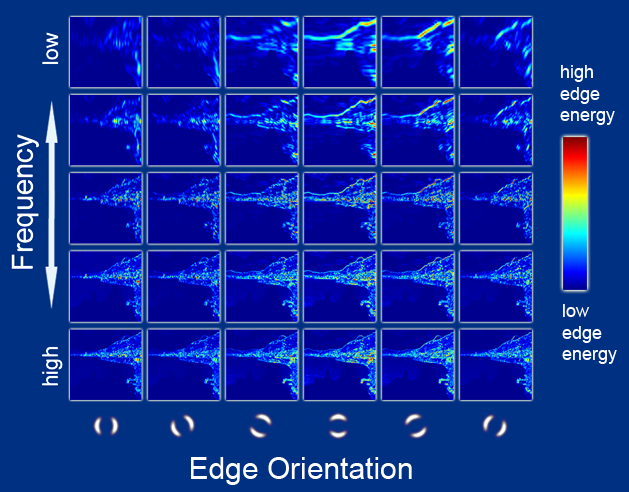 low
high
edge
energy
Frequency
low
edge
energy
high
Edge Orientation